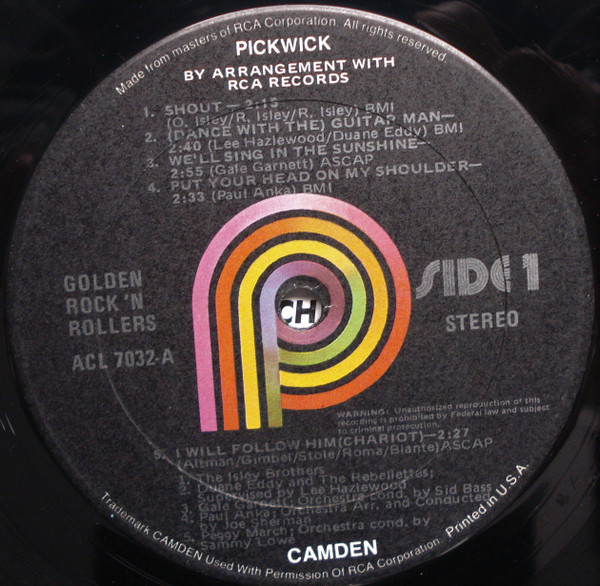 Made from masters of RCA Corporation. All rights reserved.
PICKWICK
BY ARRANGEMENT WITH
RCA RECORDS
1. SHOUT—2:13
(O. Isley/R. Isley/R. Isley) BMI
2. (DANCE WITH THE) GUITAR MAN—
2:40 (Lee Hazlewood/Duane Eddy) BMI
3. WE'LL SING IN THE SUNSHINE—
2:55 (Gale Garnett) ASCAP
4. PUT YOUR HEAD ON MY SHOULDER—
2:33 (Paul Anka) BMI
GOLDEN
ROCK 'N
ROLLERS
ACL 7032-A
CH
SIDE 1
STEREO
WARNING: Unauthorized reproduction of this
recording is prohibited by Federal law and subject
to criminal prosecution.
5. I WILL FOLLOW HIM(CHARIOT)—2:27
(Altman/Gimbel/Stole/Roma/Blante)ASCAP
1. The Isley Brothers
2. Duane Eddy and The Rebelettes;
Supervised by Lee Hazlewood
3. Gale Garnett; Orchestra cond. by Sid Bass
4. Paul Anka; Orchestra Arr. and Conducted
by Joe Sherman
5. Peggy March; Orchestra cond. by
Sammy Lowe
CAMDEN
Trademark CAMDEN Used With Permission Of RCA Corporation. Printed in U.S.A.